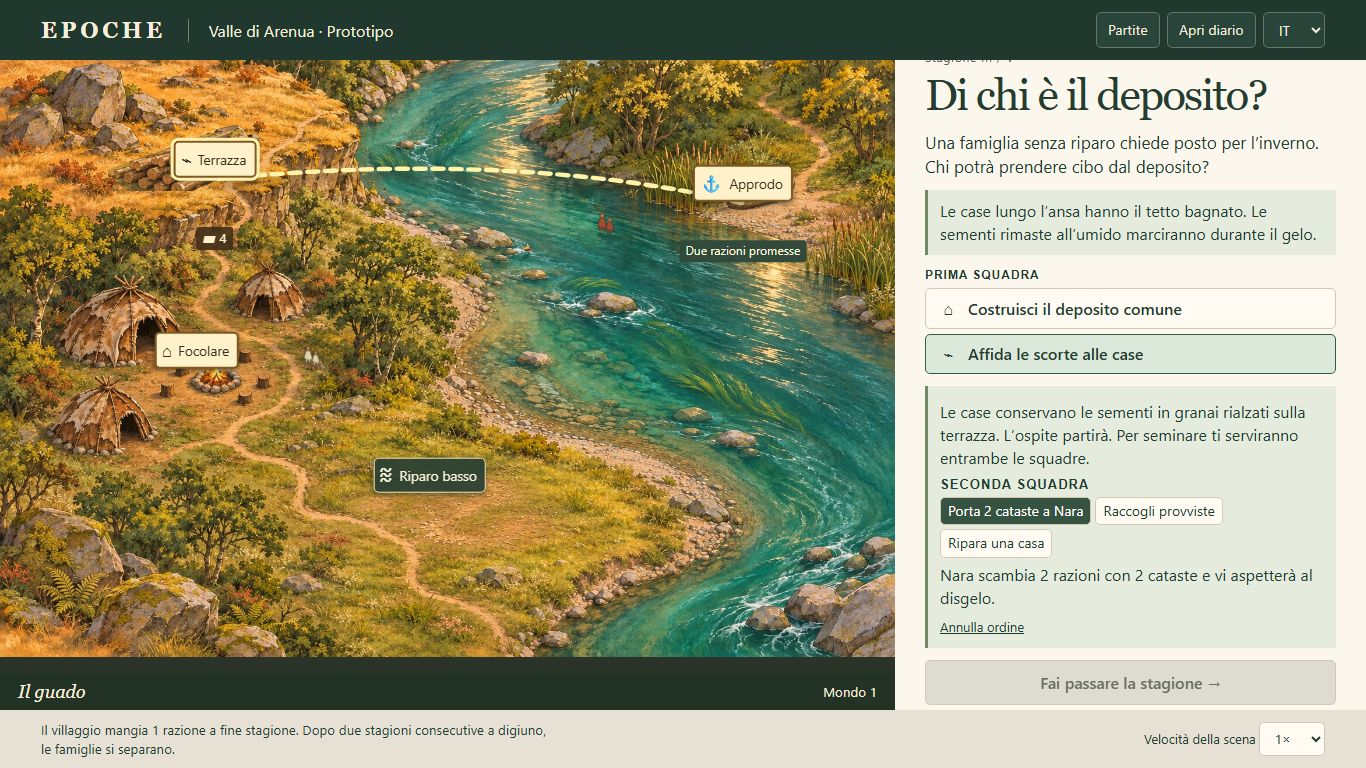 EPOCHE
Valle di Arenua · Prototipo
Partite
Apri diario
IT
Terrazza
Approdo
4
Due razioni promesse
Focolare
Riparo basso
Il guado
Mondo 1
Di chi è il deposito?
Una famiglia senza riparo chiede posto per l’inverno.
Chi potrà prendere cibo dal deposito?
Le case lungo l’ansa hanno il tetto bagnato. Le
sementi rimaste all’umido marciranno durante il gelo.
PRIMA SQUADRA
Costruisci il deposito comune
Affida le scorte alle case
Le case conservano le sementi in granai rialzati sulla
terrazza. L’ospite partirà. Per seminare ti serviranno
entrambe le squadre.
SECONDA SQUADRA
Porta 2 cataste a Nara
Raccogli provviste
Ripara una casa
Nara scambia 2 razioni con 2 cataste e vi aspetterà al
disgelo.
Annulla ordine
Fai passare la stagione →
Il villaggio mangia 1 razione a fine stagione. Dopo due stagioni consecutive a digiuno,
le famiglie si separano.
Velocità della scena
1×